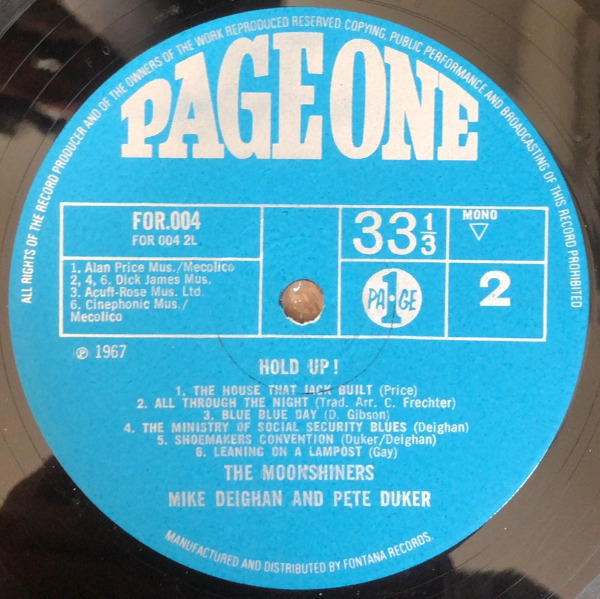 ALL RIGHTS OF THE RECORD PRODUCER AND OF THE OWNERS OF THE WORK REPRODUCED RESERVED. COPYING, PUBLIC PERFORMANCE AND BROADCASTING OF THIS RECORD PROHIBITED
PAGE ONE
FOR.004
FOR 004 2L
33 1/3
MONO
1. Alan Price Mus./Mecolico
2, 4, 6. Dick James Mus.
3. Acuff-Rose Mus. Ltd.
6. Cinephonic Mus./
Mecolico
PAGE
1
2
℗ 1967
HOLD UP!
1. THE HOUSE THAT JACK BUILT (Price)
2. ALL THROUGH THE NIGHT (Trad. Arr. C. Frechter)
3. BLUE BLUE DAY (D. Gibson)
4. THE MINISTRY OF SOCIAL SECURITY BLUES (Deighan)
5. SHOEMAKERS CONVENTION (Duker/Deighan)
6. LEANING ON A LAMPOST (Gay)
THE MOONSHINERS
MIKE DEIGHAN AND PETE DUKER
MANUFACTURED AND DISTRIBUTED BY FONTANA RECORDS.